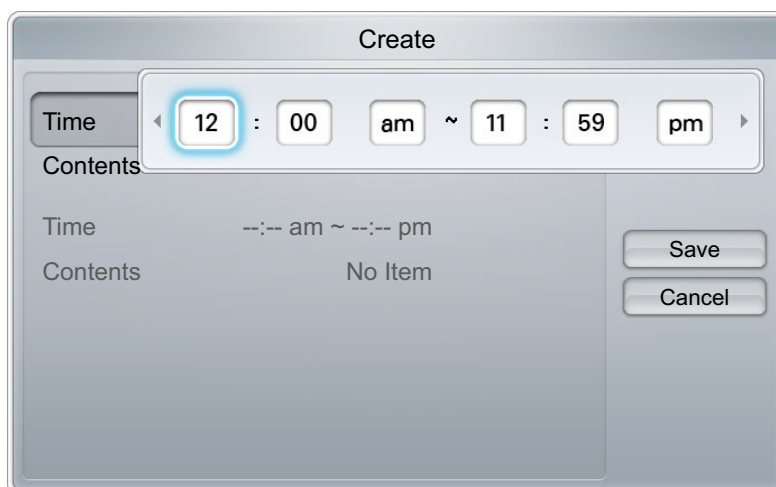 Create
Time 12 : 00 am ~ 11 : 59 pm
Contents
Time --:-- am ~ --:-- pm
Contents No Item
Save
Cancel